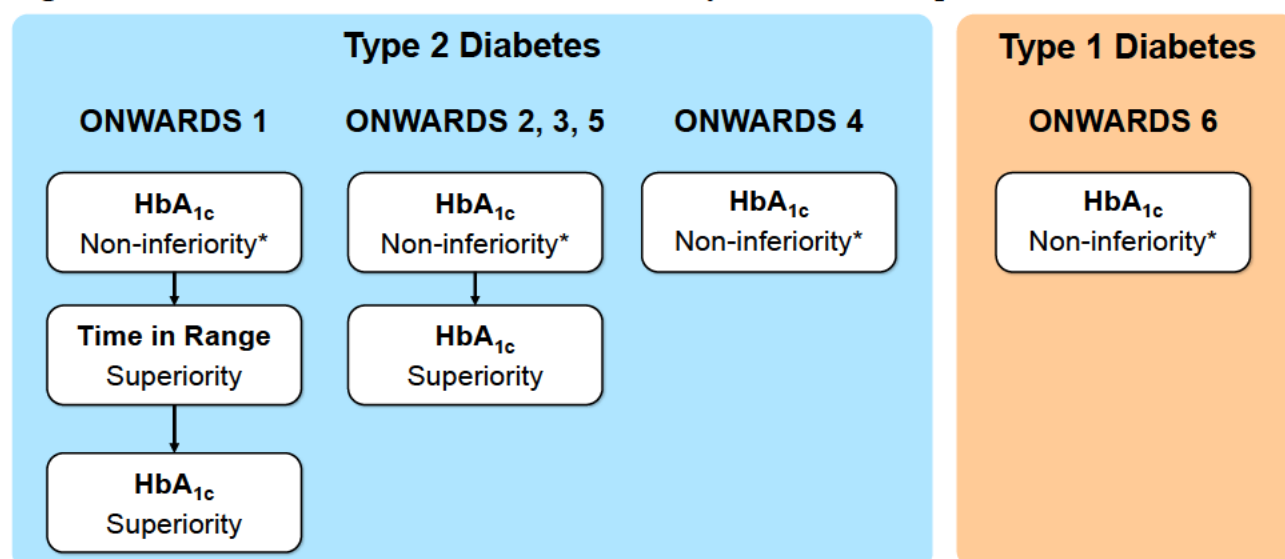 Type 2 Diabetes
Type 1 Diabetes
ONWARDS 1
ONWARDS 2, 3, 5
ONWARDS 4
ONWARDS 6
HbA1c
Non-inferiority*
HbA1c
Non-inferiority*
HbA1c
Non-inferiority*
HbA1c
Non-inferiority*
Time in Range
Superiority
HbA1c
Superiority
HbA1c
Superiority